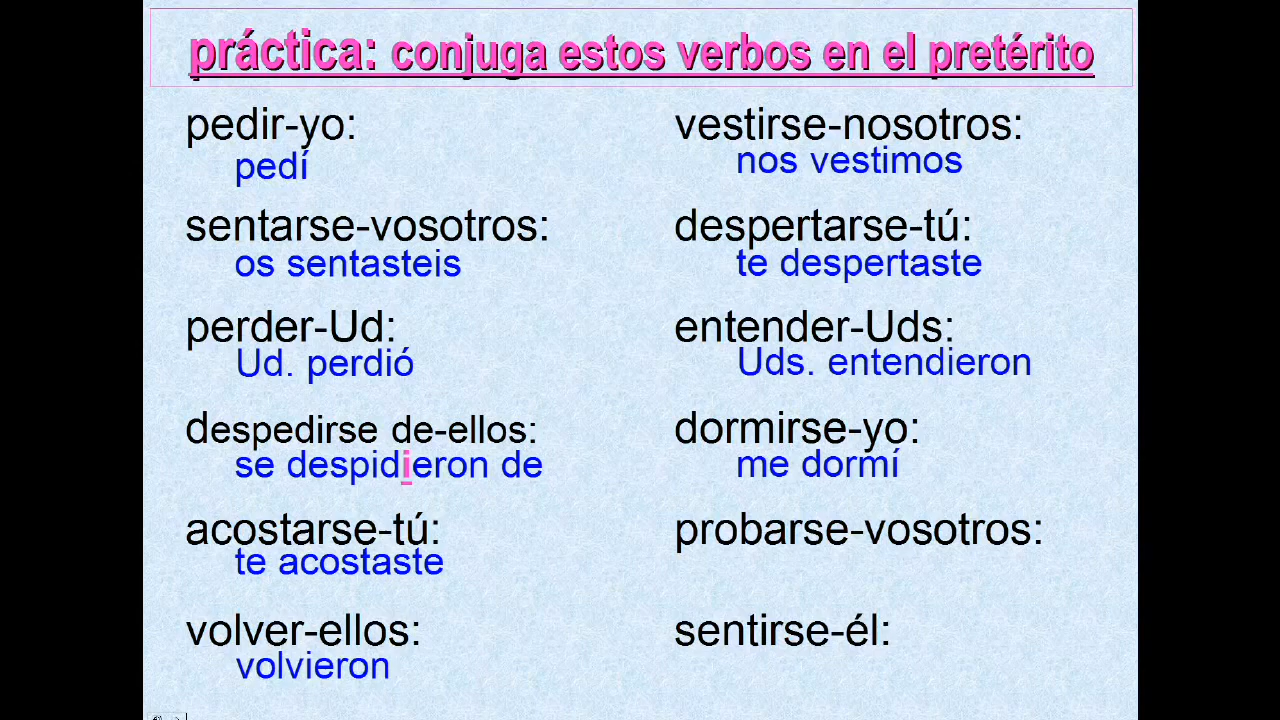 práctica: conjuga estos verbos en el pretérito
pedir-yo:
pedí
sentarse-vosotros:
os sentasteis
perder-Ud:
Ud. perdió
despedirse de-ellos:
se despidieron de
acostarse-tú:
te acostaste
volver-ellos:
volvieron
vestirse-nosotros:
nos vestimos
despertarse-tú:
te despertaste
entender-Uds:
Uds. entendieron
dormirse-yo:
me dormí
probarse-vosotros:
sentirse-él: